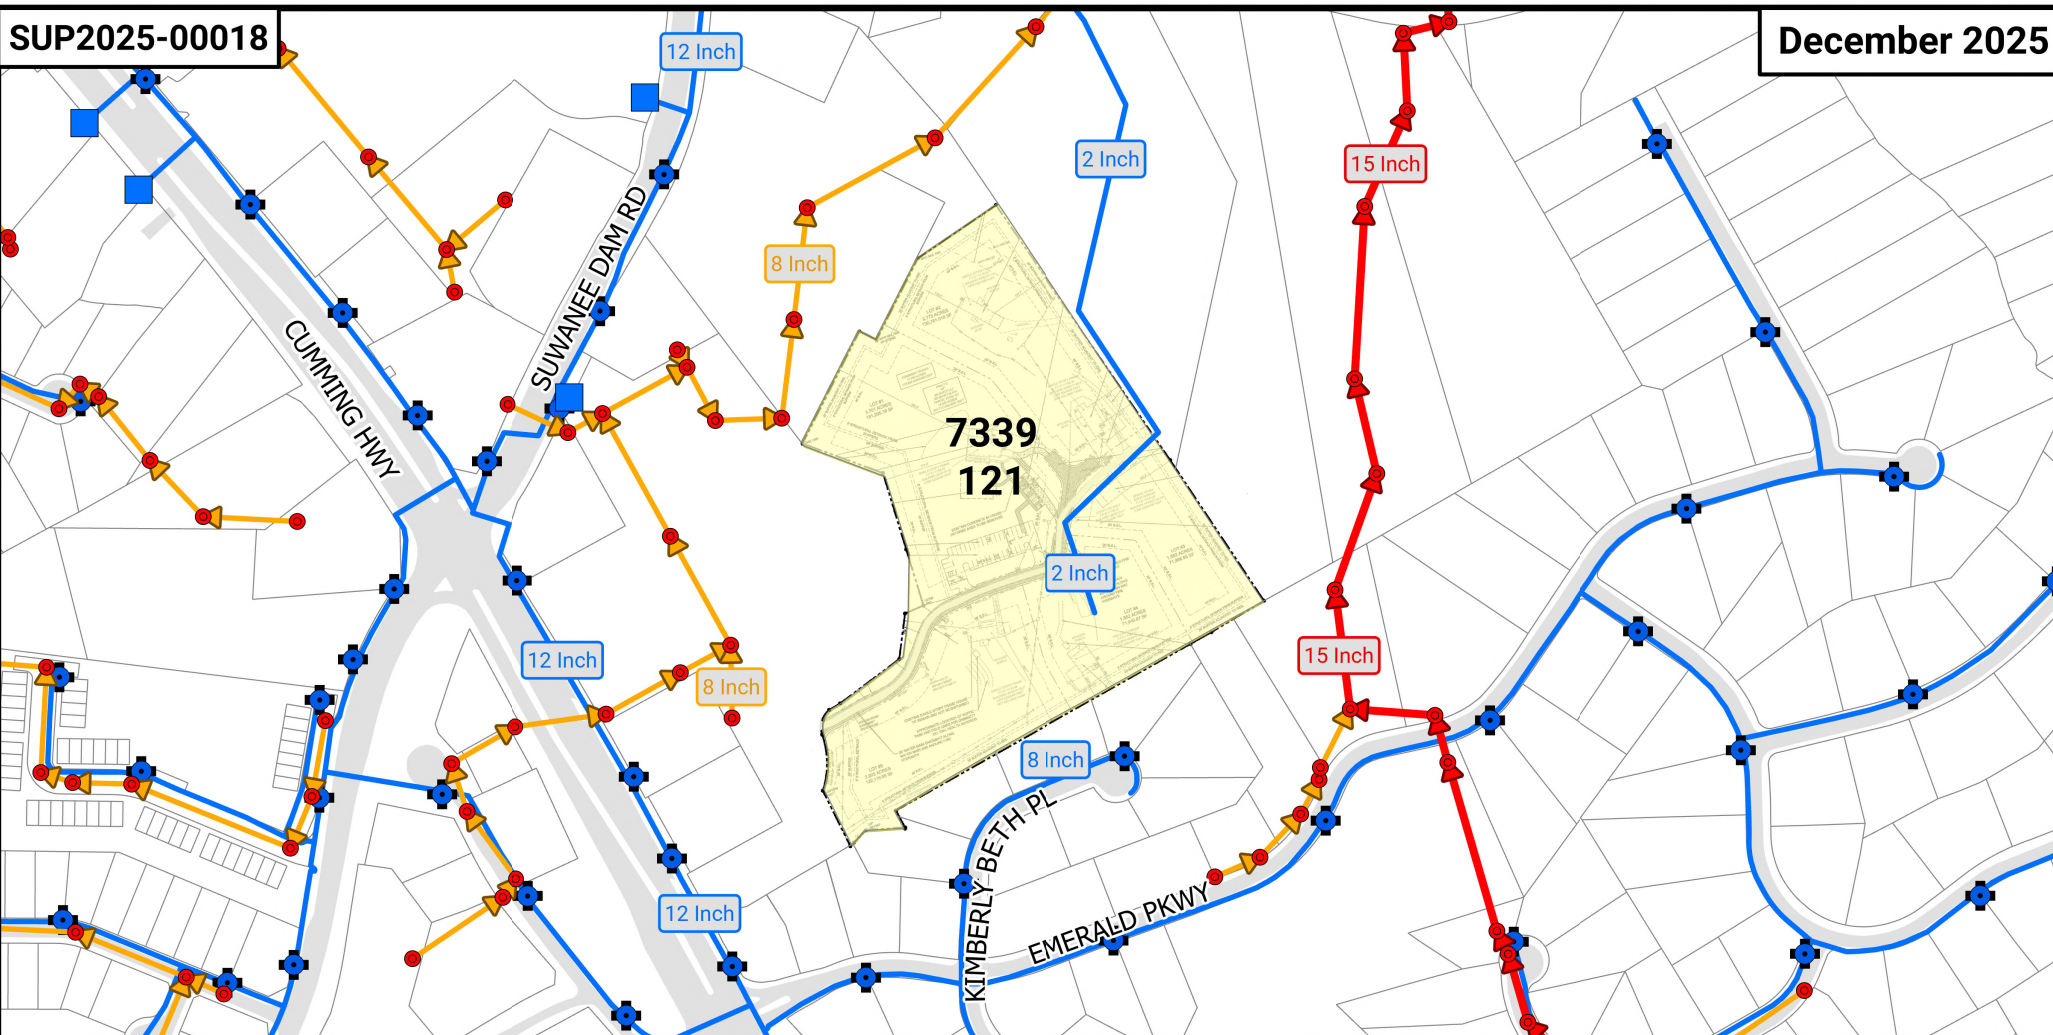 SUP2025-00018
December 2025
12 Inch
2 Inch
15 Inch
SUWANEE DAM RD
8 Inch
CUMMING HWY
7339
121
2 Inch
12 Inch
15 Inch
8 Inch
8 Inch
KIMBERLY BETH PL
12 Inch
EMERALD PKWY